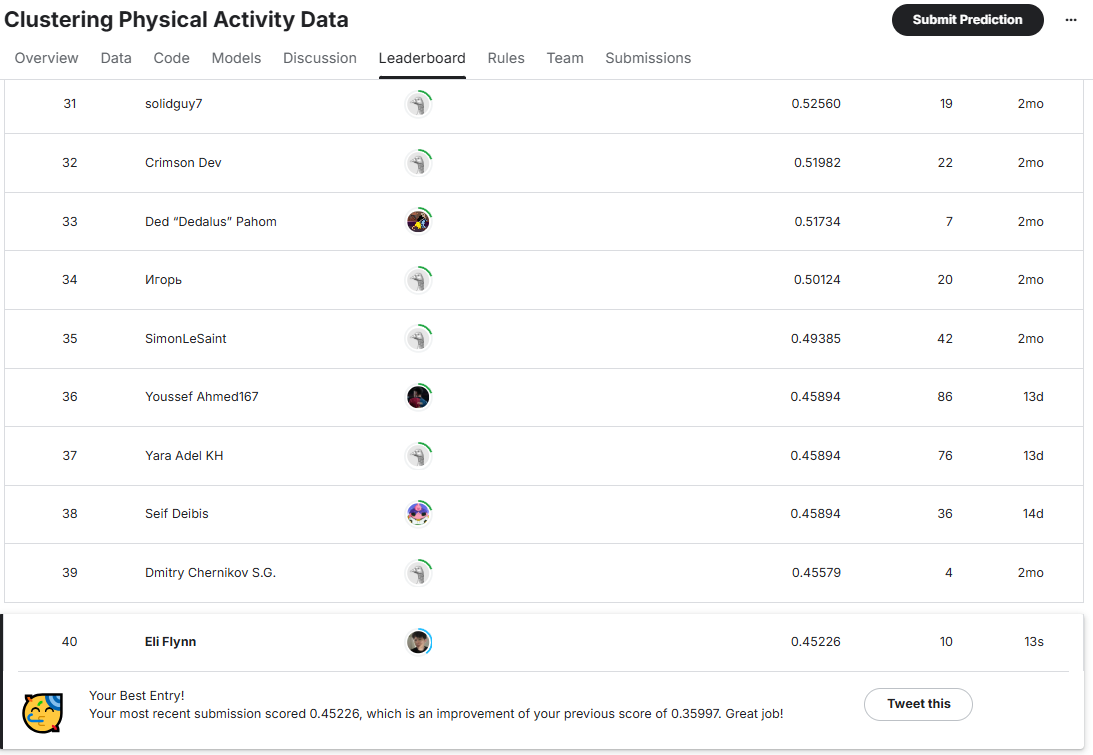 Clustering Physical Activity Data
Submit Prediction
...
Overview Data Code Models Discussion Leaderboard Rules Team Submissions
31 solidguy7 0.52560 19 2mo
32 Crimson Dev 0.51982 22 2mo
33 Ded “Dedalus” Pahom 0.51734 7 2mo
34 Игорь 0.50124 20 2mo
35 SimonLeSaint 0.49385 42 2mo
36 Youssef Ahmed167 0.45894 86 13d
37 Yara Adel KH 0.45894 76 13d
38 Seif Deibis 0.45894 36 14d
39 Dmitry Chernikov S.G. 0.45579 4 2mo
40 Eli Flynn 0.45226 10 13s
Your Best Entry!
Your most recent submission scored 0.45226, which is an improvement of your previous score of 0.35997. Great job!
Tweet this